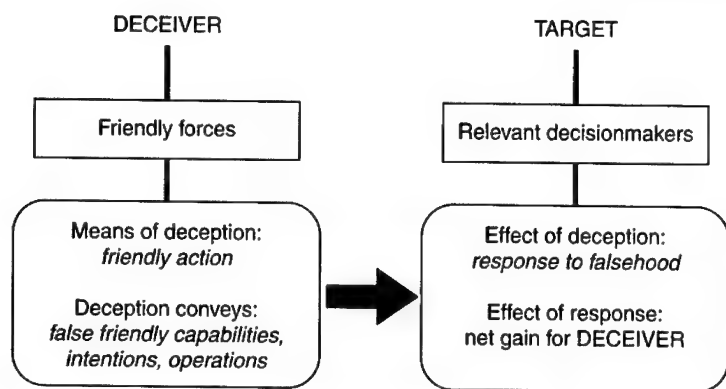 DECEIVER
Friendly forces
Means of deception:
friendly action
Deception conveys:
false friendly capabilities,
intentions, operations
TARGET
Relevant decisionmakers
Effect of deception:
response to falsehood
Effect of response:
net gain for DECEIVER